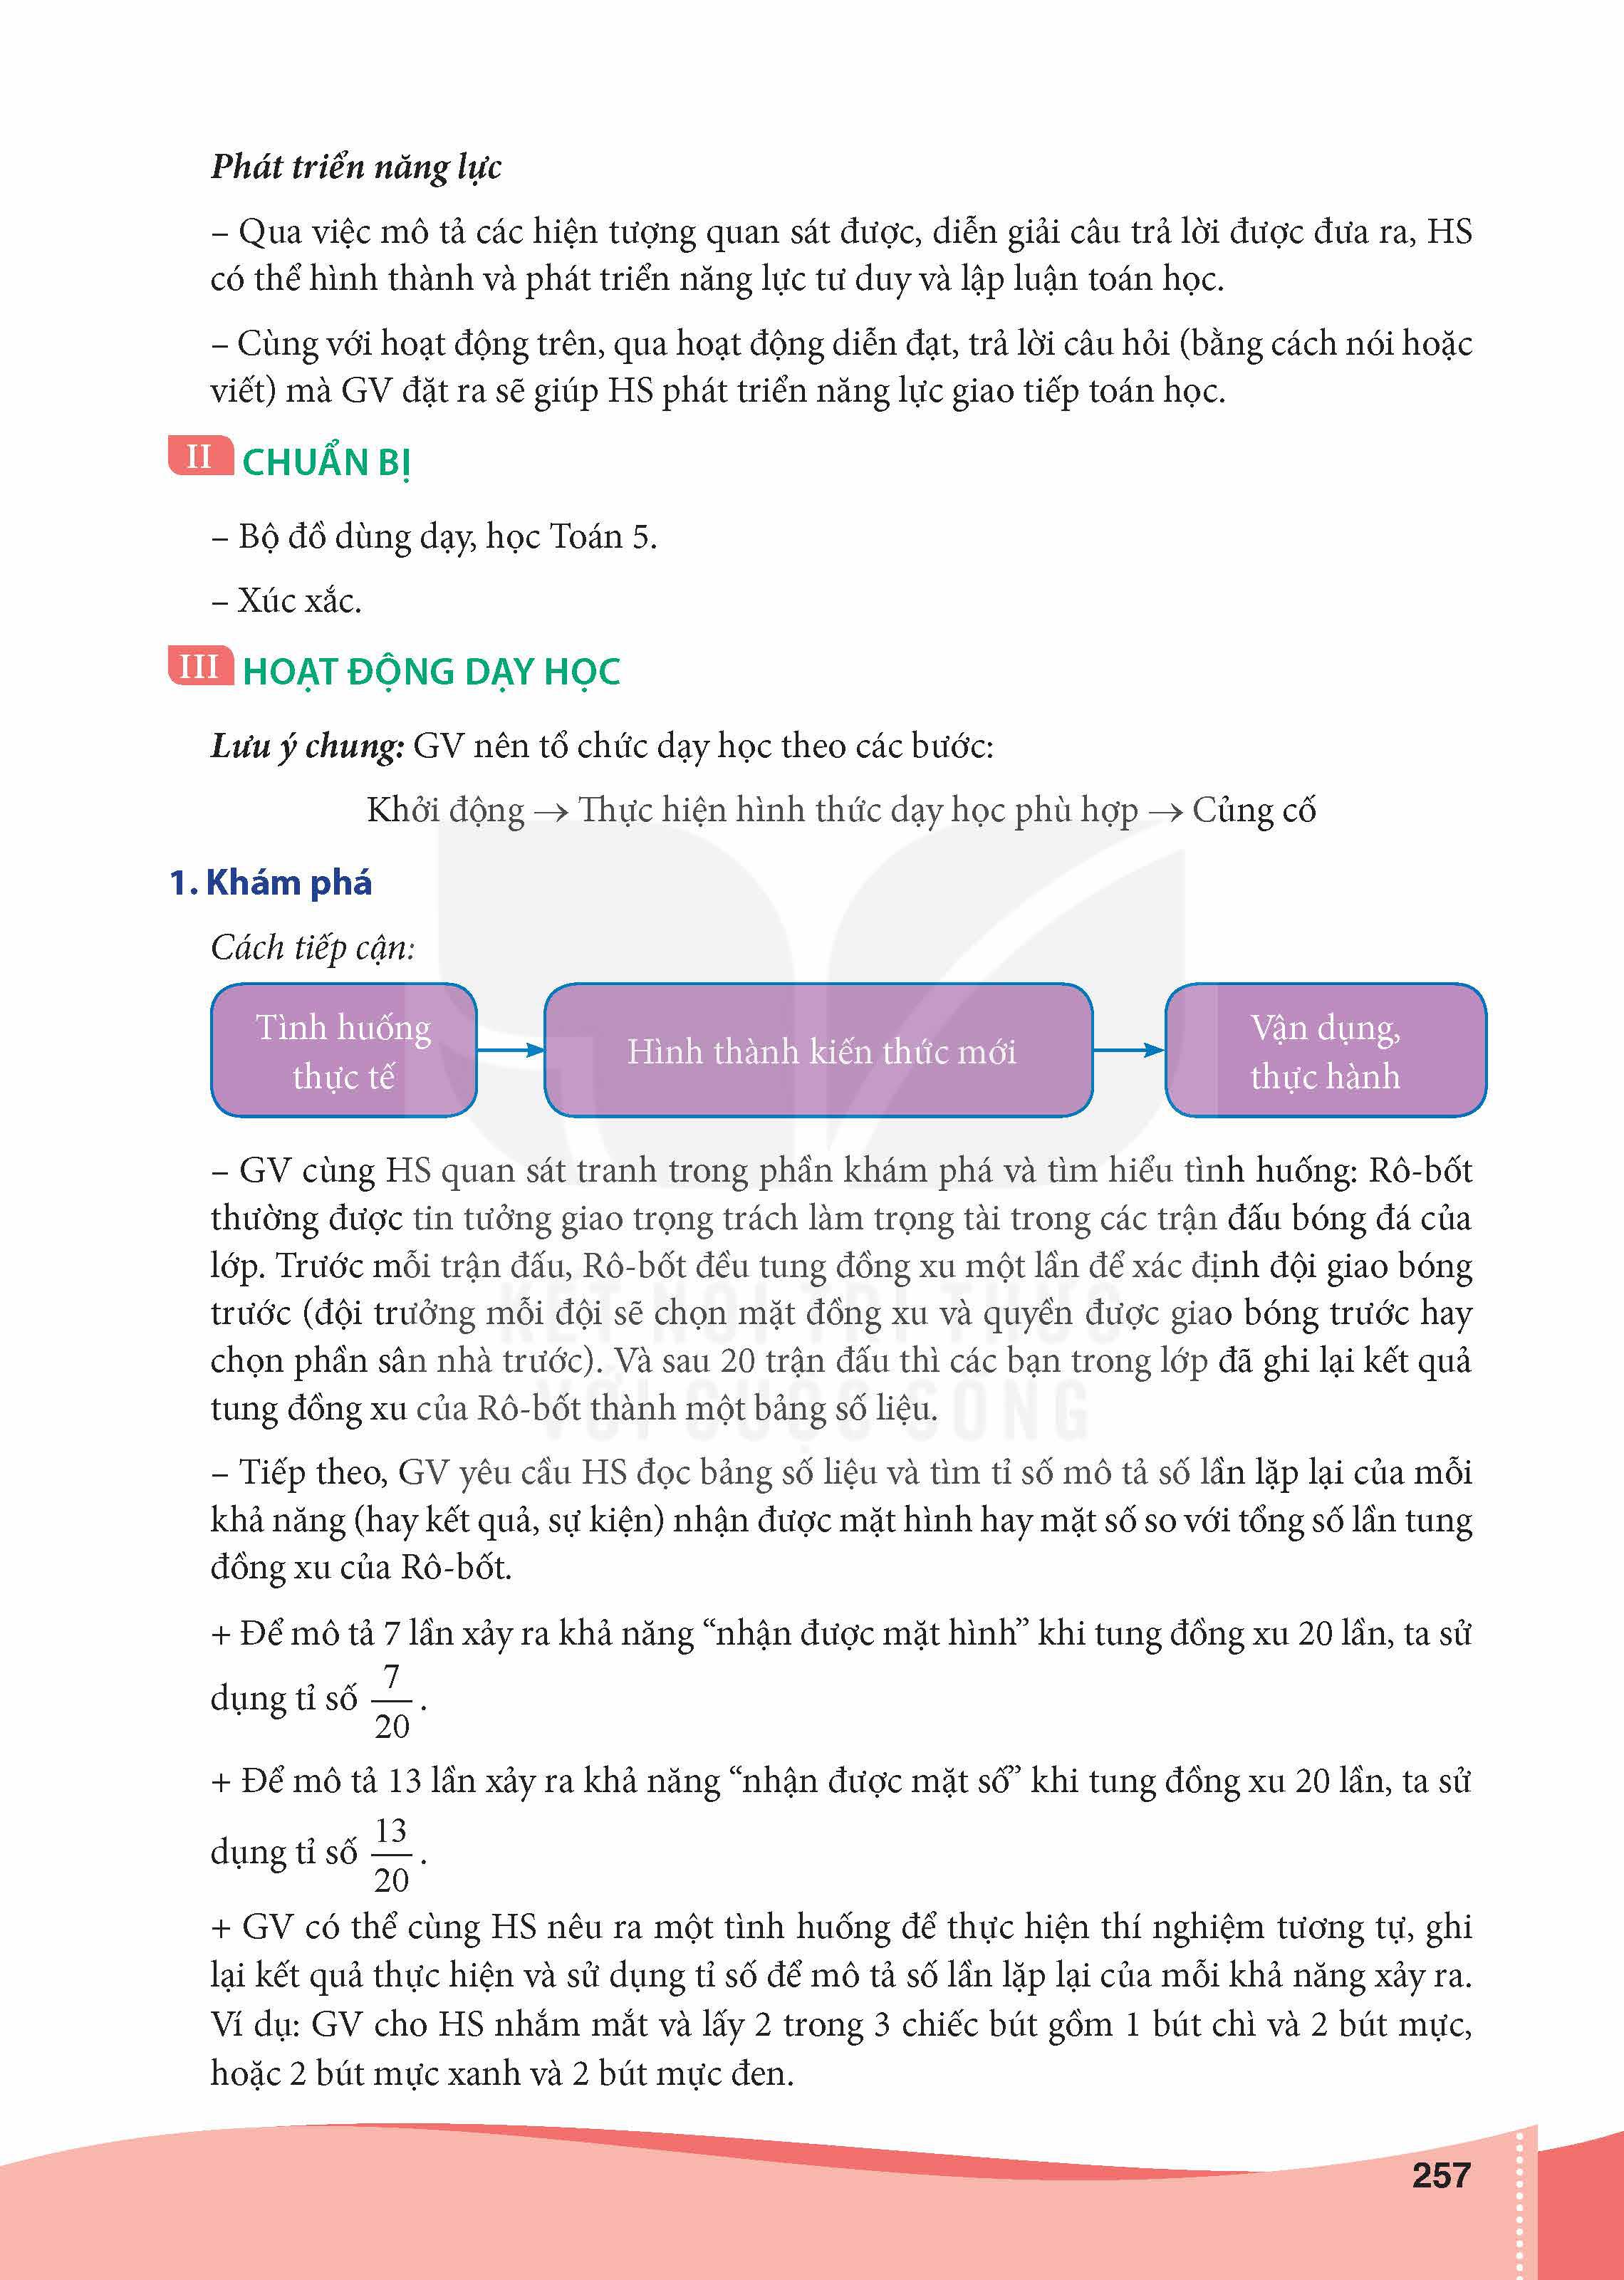 Phát triển năng lực
– Qua việc mô tả các hiện tượng quan sát được, diễn giải câu trả lời được đưa ra, HS
có thể hình thành và phát triển năng lực tư duy và lập luận toán học.
– Cùng với hoạt động trên, qua hoạt động diễn đạt, trả lời câu hỏi (bằng cách nói hoặc
viết) mà GV đặt ra sẽ giúp HS phát triển năng lực giao tiếp toán học.
II CHUẨN BỊ
– Bộ đồ dùng dạy, học Toán 5.
– Xúc xắc.
III HOẠT ĐỘNG DẠY HỌC
Lưu ý chung: GV nên tổ chức dạy học theo các bước:
Khởi động → Thực hiện hình thức dạy học phù hợp → Củng cố
1. Khám phá
Cách tiếp cận:
Tình huống
thực tế
Hình thành kiến thức mới
Vận dụng,
thực hành
– GV cùng HS quan sát tranh trong phần khám phá và tìm hiểu tình huống: Rô-bốt
thường được tin tưởng giao trọng trách làm trọng tài trong các trận đấu bóng đá của
lớp. Trước mỗi trận đấu, Rô-bốt đều tung đồng xu một lần để xác định đội giao bóng
trước (đội trưởng mỗi đội sẽ chọn mặt đồng xu và quyền được giao bóng trước hay
chọn phần sân nhà trước). Và sau 20 trận đấu thì các bạn trong lớp đã ghi lại kết quả
tung đồng xu của Rô-bốt thành một bảng số liệu.
KẾT NỐI TRI THỨC
VỚI CUỘC SỐNG
– Tiếp theo, GV yêu cầu HS đọc bảng số liệu và tìm tỉ số mô tả số lần lặp lại của mỗi
khả năng (hay kết quả, sự kiện) nhận được mặt hình hay mặt số so với tổng số lần tung
đồng xu của Rô-bốt.
+ Để mô tả 7 lần xảy ra khả năng “nhận được mặt hình” khi tung đồng xu 20 lần, ta sử
dụng tỉ số 7/20.
+ Để mô tả 13 lần xảy ra khả năng “nhận được mặt số” khi tung đồng xu 20 lần, ta sử
dụng tỉ số 13/20.
+ GV có thể cùng HS nêu ra một tình huống để thực hiện thí nghiệm tương tự, ghi
lại kết quả thực hiện và sử dụng tỉ số để mô tả số lần lặp lại của mỗi khả năng xảy ra.
Ví dụ: GV cho HS nhắm mắt và lấy 2 trong 3 chiếc bút gồm 1 bút chì và 2 bút mực,
hoặc 2 bút mực xanh và 2 bút mực đen.
257